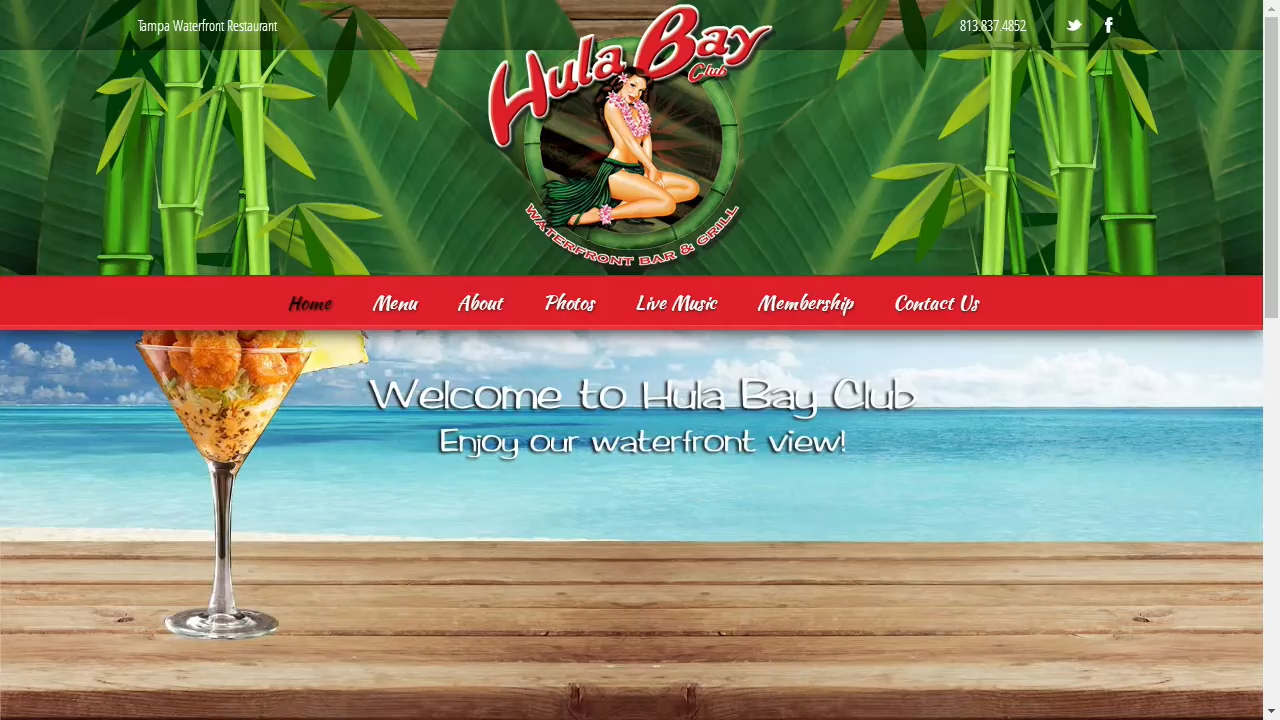 Tampa Waterfront Restaurant
813.837.4852
Hula Bay
Club
WATERFRONT BAR & GRILL
Home Menu About Photos Live Music Membership Contact Us
Welcome to Hula Bay Club
Enjoy our waterfront view!